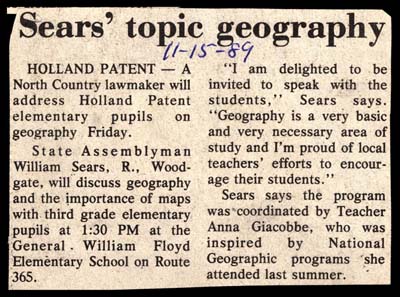 Sears' topic geography
11-15-89
HOLLAND PATENT — A
North Country lawmaker will
address Holland Patent
elementary pupils on
geography Friday.
State Assemblyman
William Sears, R., Wood-
gate, will discuss geography
and the importance of maps
with third grade elementary
pupils at 1:30 PM at the
General William Floyd
Elementary School on Route
365.
"I am delighted to be
invited to speak with the
students," Sears says.
"Geography is a very basic
and very necessary area of
study and I'm proud of local
teachers' efforts to encour-
age their students."
Sears says the program
was coordinated by Teacher
Anna Giacobbe, who was
inspired by National
Geographic programs she
attended last summer.